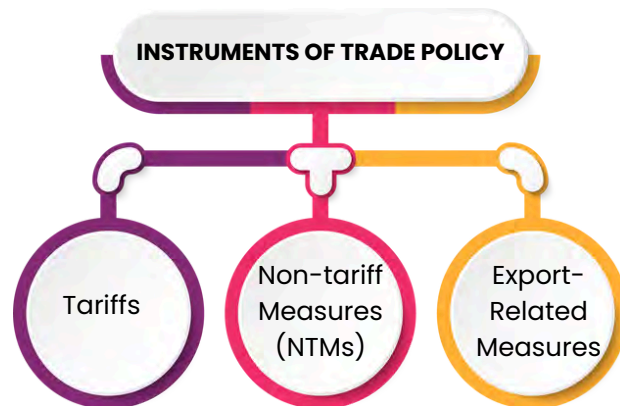 INSTRUMENTS OF TRADE POLICY
Tariffs
Non-tariff
Measures
(NTMs)
Export-
Related
Measures